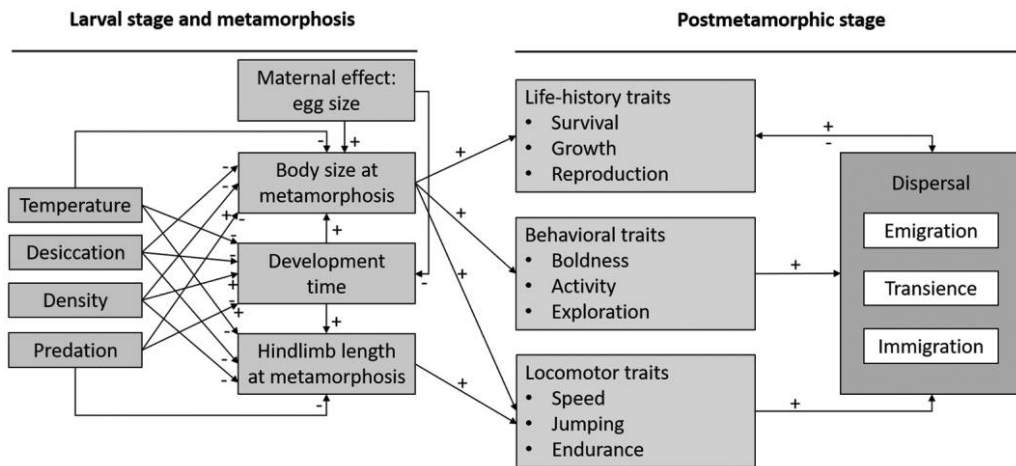 Larval stage and metamorphosis
Postmetamorphic stage
Maternal effect:
egg size
Temperature
Desiccation
Density
Predation
-
+
-
-
-
-
+
-
Body size at
metamorphosis
+
-
-
+
-
+
Development
time
-
+
-
-
-
Hindlimb length
at metamorphosis
-
+
+
+
+
Life-history traits
• Survival
• Growth
• Reproduction
Behavioral traits
• Boldness
• Activity
• Exploration
Locomotor traits
• Speed
• Jumping
• Endurance
+
-
+
+
Dispersal
Emigration
Transience
Immigration